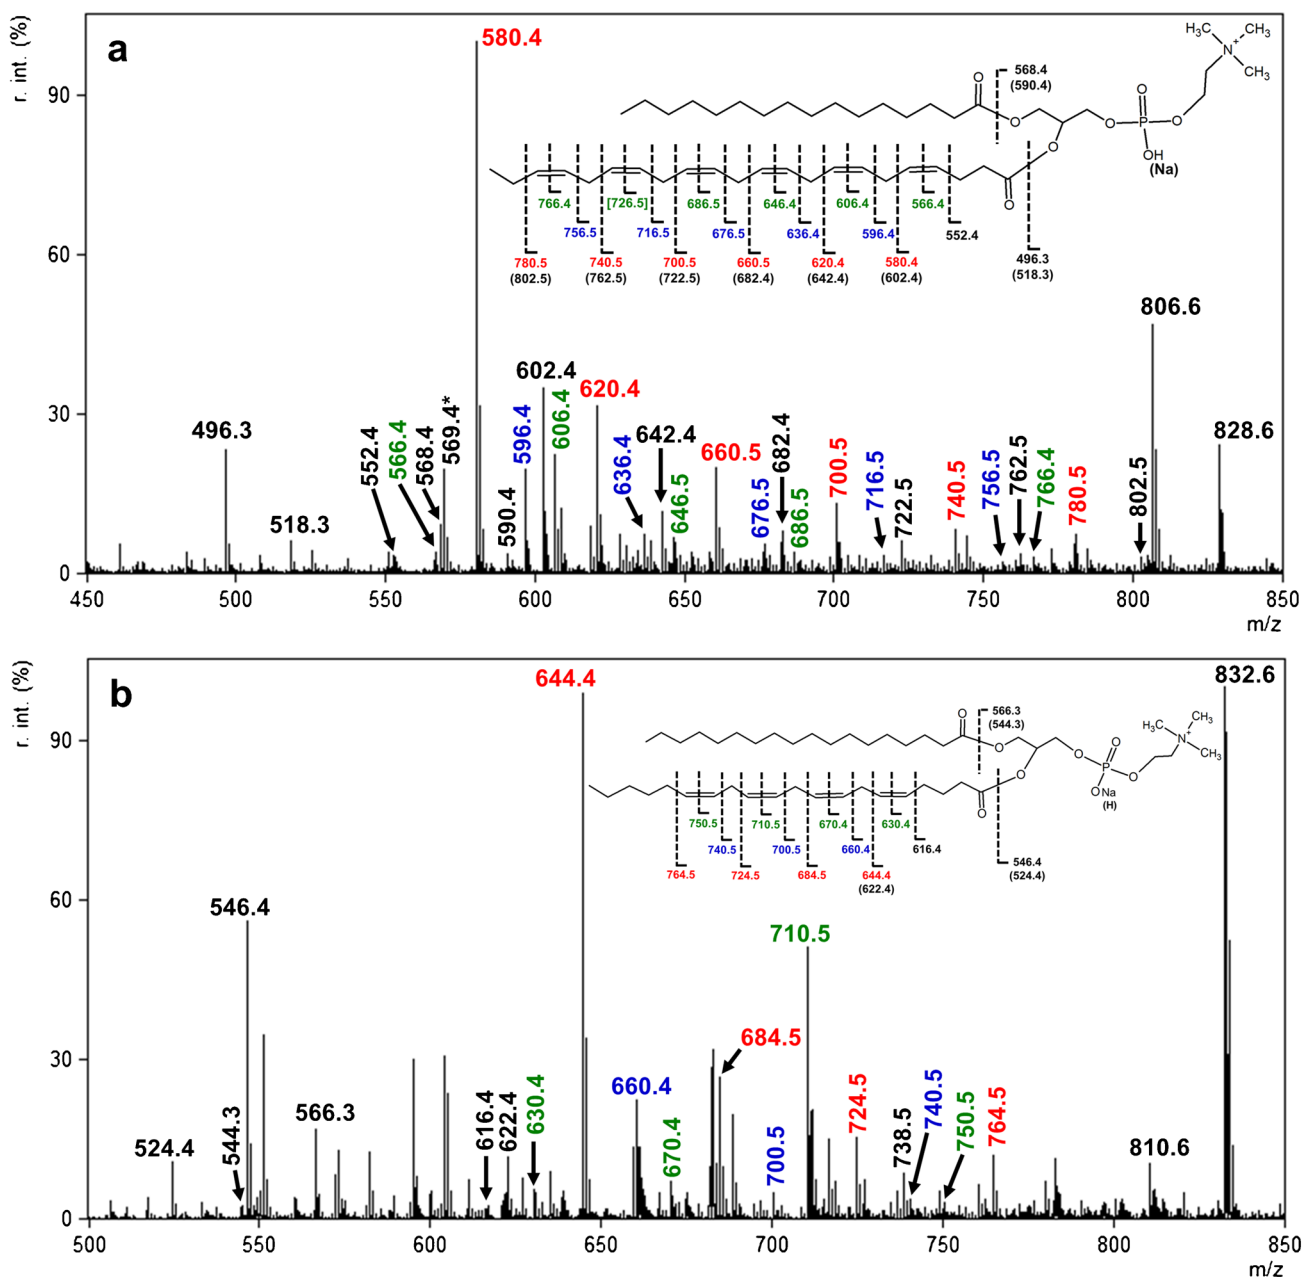 a
r. int. (%)
90
60
30
0
580.4
496.3
518.3
552.4
566.4
568.4
569.4*
590.4
596.4
602.4
606.4
620.4
636.4
642.4
646.5
660.5
676.5
682.4
686.5
700.5
716.5
722.5
740.5
756.5
762.5
766.4
780.5
802.5
806.6
828.6
H₃C CH₃
N⁺
CH₃
O
568.4
(590.4)
O
O
O P O
O
OH
(Na)
O
766.4 [726.5] 686.5 646.4 606.4 566.4
756.5 716.5 676.5 636.4 596.4 552.4
780.5 740.5 700.5 660.5 620.4 580.4 496.3
(802.5) (762.5) (722.5) (682.4) (642.4) (602.4) (518.3)
450 500 550 600 650 700 750 800 850
m/z
b
r. int. (%)
90
60
30
0
524.4
544.3
546.4
566.3
616.4
622.4
630.4
644.4
660.4
670.4
684.5
700.5
710.5
724.5
738.5
740.5
750.5
764.5
810.6
832.6
O
566.3
(544.3)
H₃C CH₃
N⁺
CH₃
O
O
O
P
O
O
ONa
(H)
O
750.5 710.5 670.4 630.4
740.5 700.5 660.4 616.4
764.5 724.5 684.5 644.4
(622.4)
546.4
(524.4)
500 550 600 650 700 750 800 850
m/z